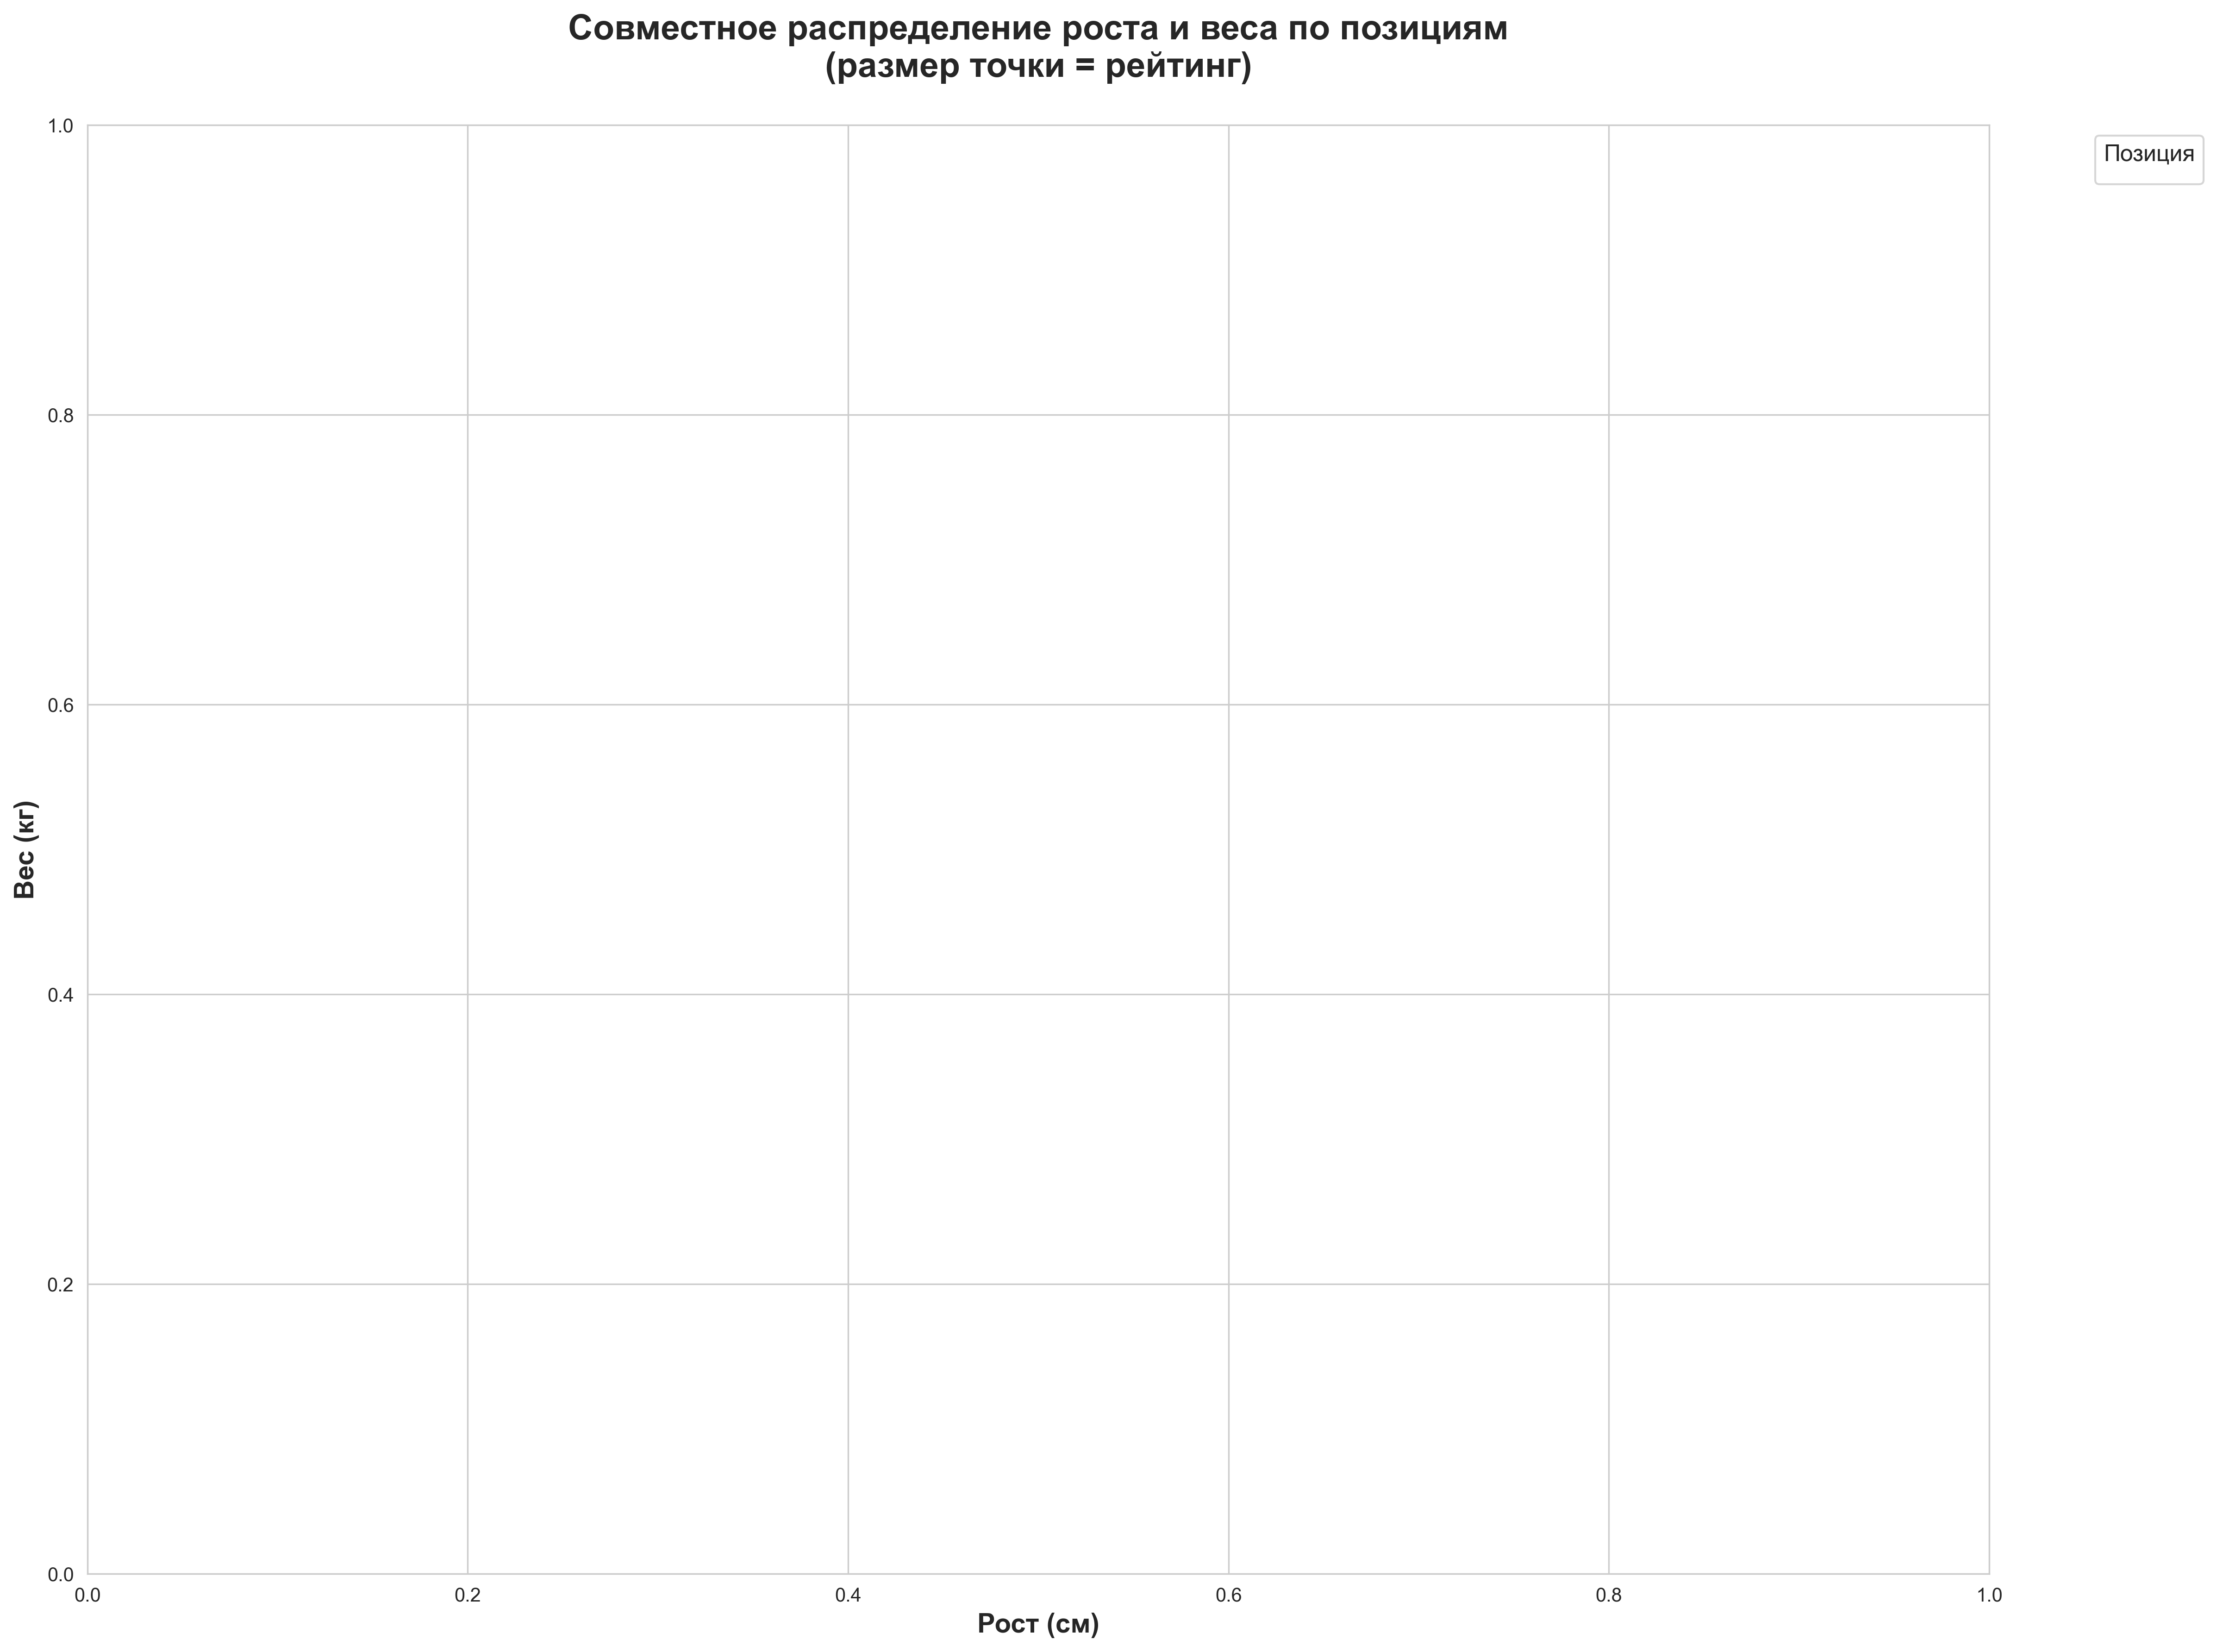 Совместное распределение роста и веса по позициям
(размер точки = рейтинг)
Позиция
1.0
0.8
0.6
0.4
0.2
0.0
Вес (кг)
0.0 0.2 0.4 0.6 0.8 1.0
Рост (см)